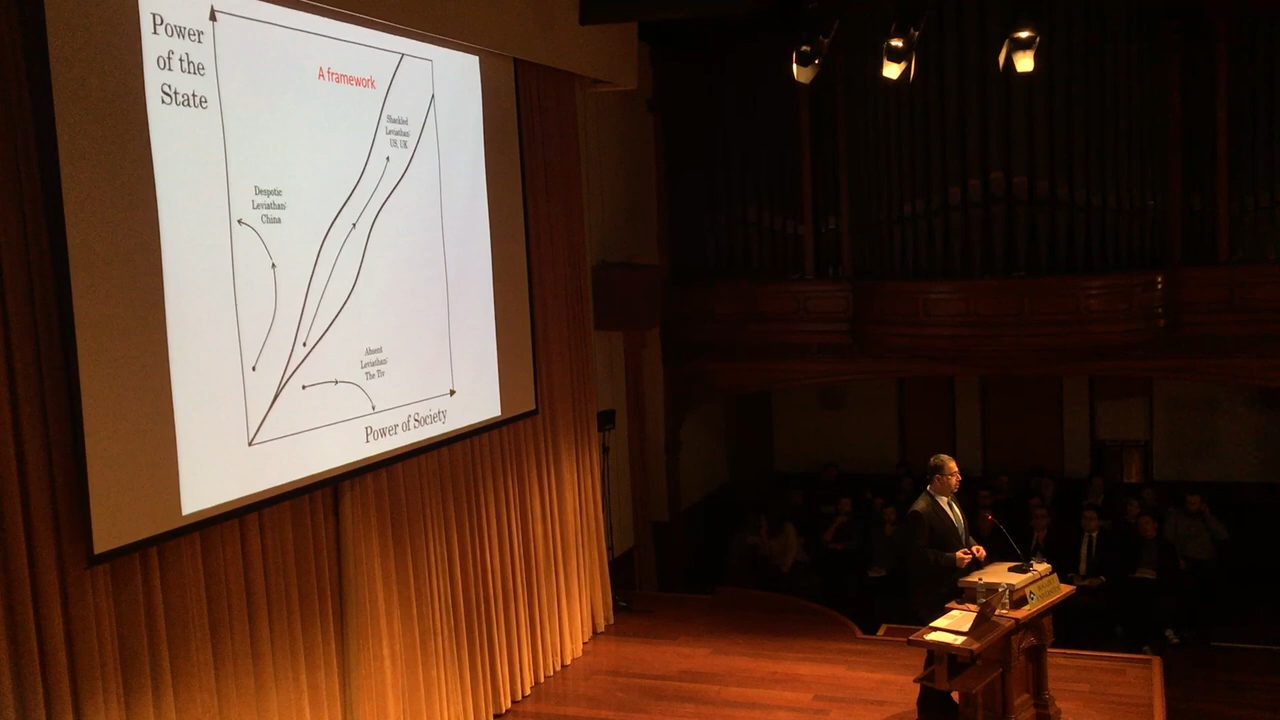 Power
of the
State
A framework
Shackled
Leviathan:
US, UK
Despotic
Leviathan:
China
Absent
Leviathan:
The Tiv
Power of Society